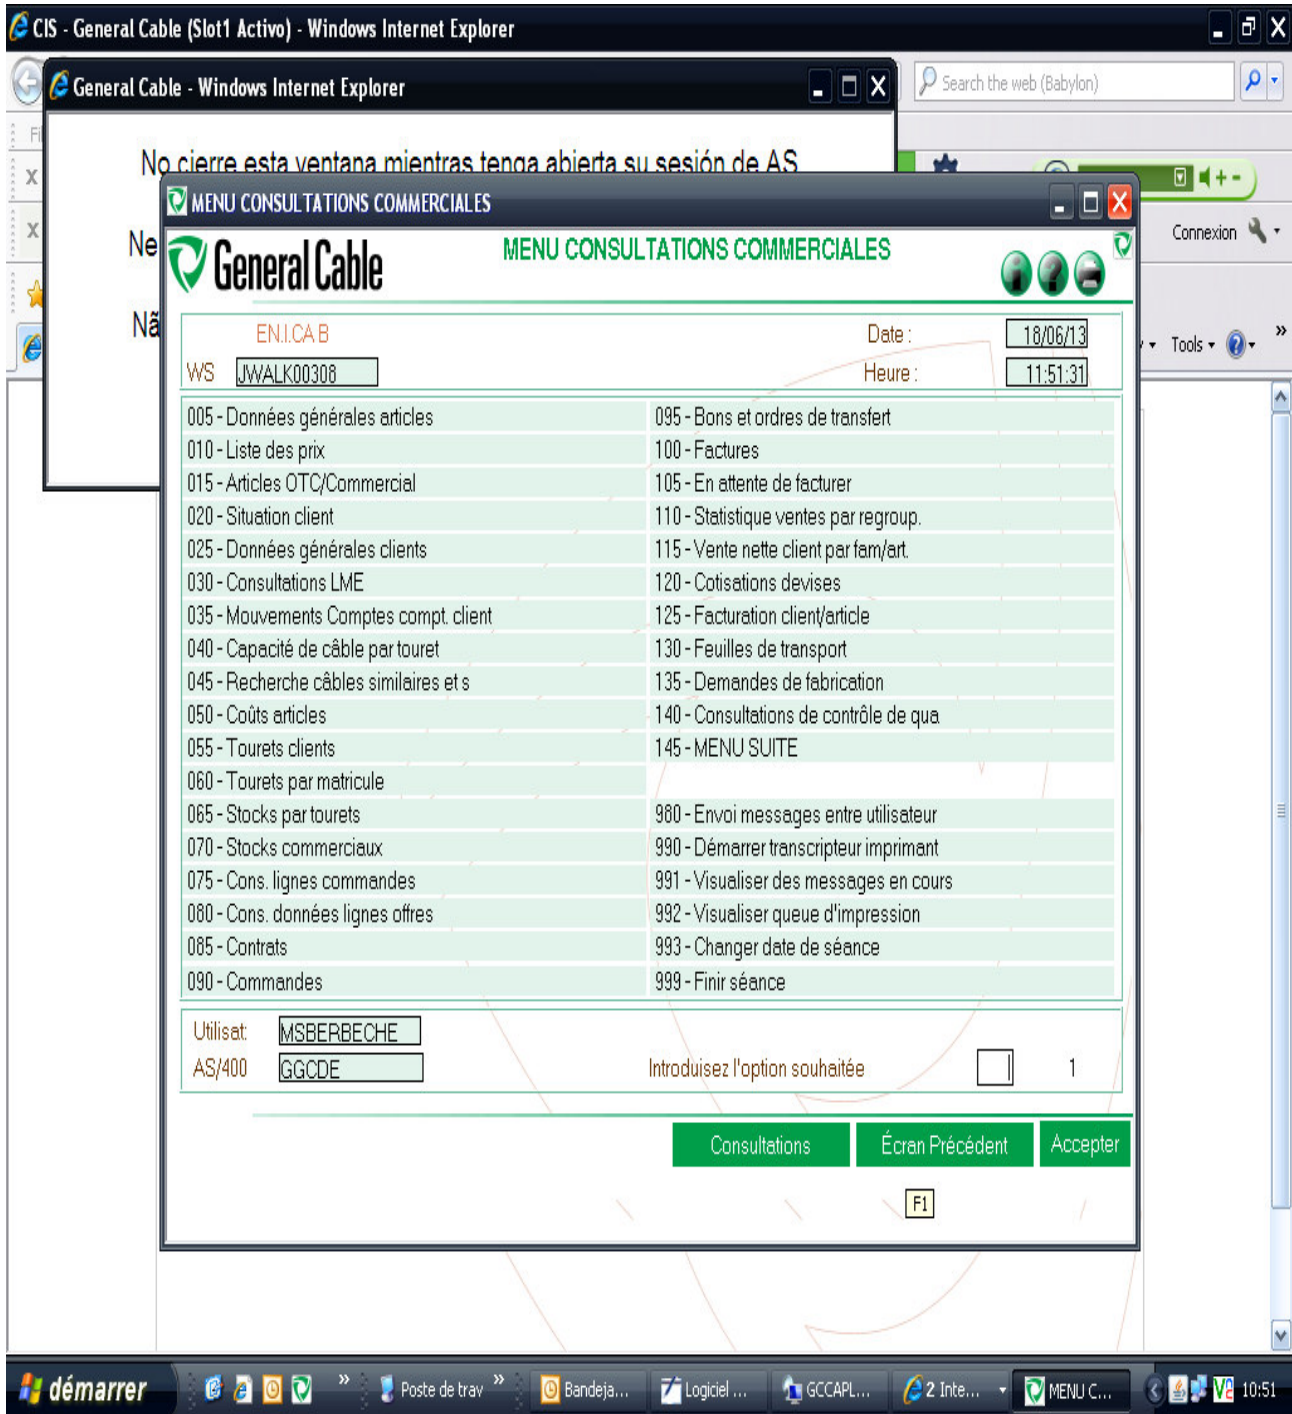 CIS - General Cable (Slot1 Activo) - Windows Internet Explorer
General Cable - Windows Internet Explorer
Search the web (Babylon)
No cierre esta ventana mientras tenga abierta su sesión de AS
MENU CONSULTATIONS COMMERCIALES
Connexion
Ne
General Cable
MENU CONSULTATIONS COMMERCIALES
Nã
Tools
EN.I.CA B
Date :
18/06/13
WS
JWALK00308
Heure :
11:51:31
005 - Données générales articles
010 - Liste des prix
015 - Articles OTC/Commercial
020 - Situation client
025 - Données générales clients
030 - Consultations LME
035 - Mouvements Comptes compt. client
040 - Capacité de câble par touret
045 - Recherche câbles similaires et s
050 - Coûts articles
055 - Tourets clients
060 - Tourets par matricule
065 - Stocks par tourets
070 - Stocks commerciaux
075 - Cons. lignes commandes
080 - Cons. données lignes offres
085 - Contrats
090 - Commandes
095 - Bons et ordres de transfert
100 - Factures
105 - En attente de facturer
110 - Statistique ventes par regroup.
115 - Vente nette client par fam/art.
120 - Cotisations devises
125 - Facturation client/article
130 - Feuilles de transport
135 - Demandes de fabrication
140 - Consultations de contrôle de qua
145 - MENU SUITE
980 - Envoi messages entre utilisateur
990 - Démarrer transcripteur imprimant
991 - Visualiser des messages en cours
992 - Visualiser queue d'impression
993 - Changer date de séance
999 - Finir séance
Utilisat:
MSBERBECHE
AS/400
GGCDE
Introduisez l'option souhaitée
1
Consultations
Écran Précédent
Accepter
F1
démarrer
Poste de trav
Bandeja...
Logiciel ...
GCCAPL...
2 Inte...
MENU C...
10:51